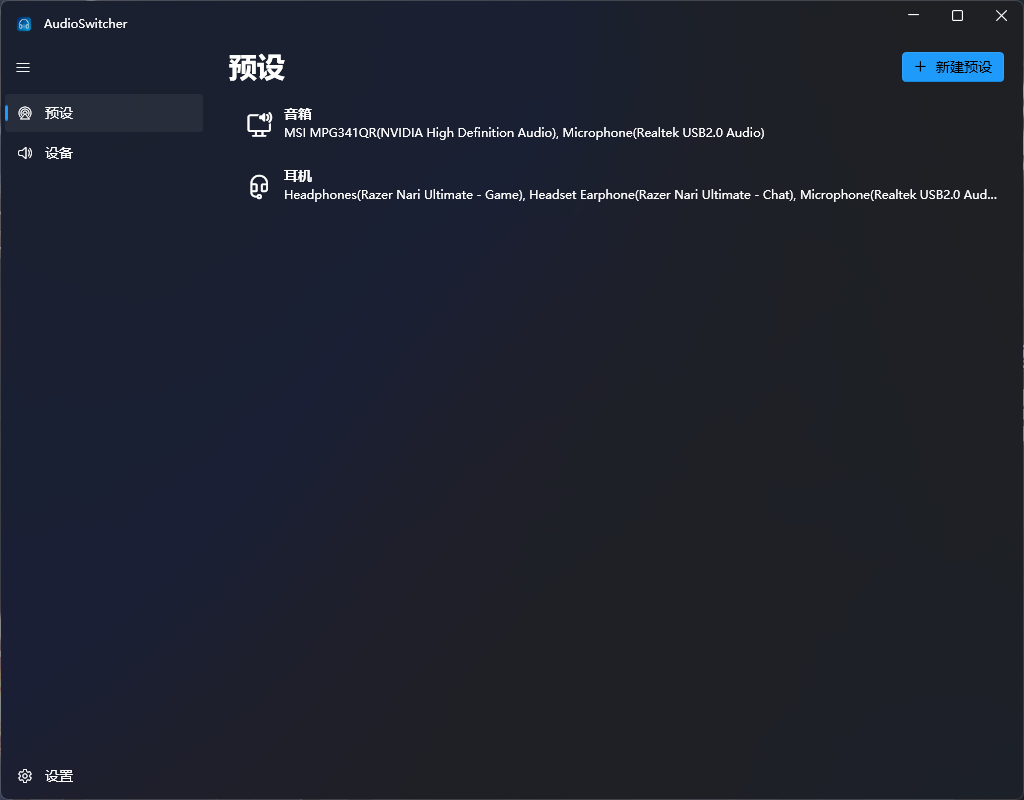 AudioSwitcher
预设
设备
设置
预设
新建预设
音箱
MSI MPG341QR(NVIDIA High Definition Audio), Microphone(Realtek USB2.0 Audio)
耳机
Headphones(Razer Nari Ultimate - Game), Headset Earphone(Razer Nari Ultimate - Chat), Microphone(Realtek USB2.0 Aud...